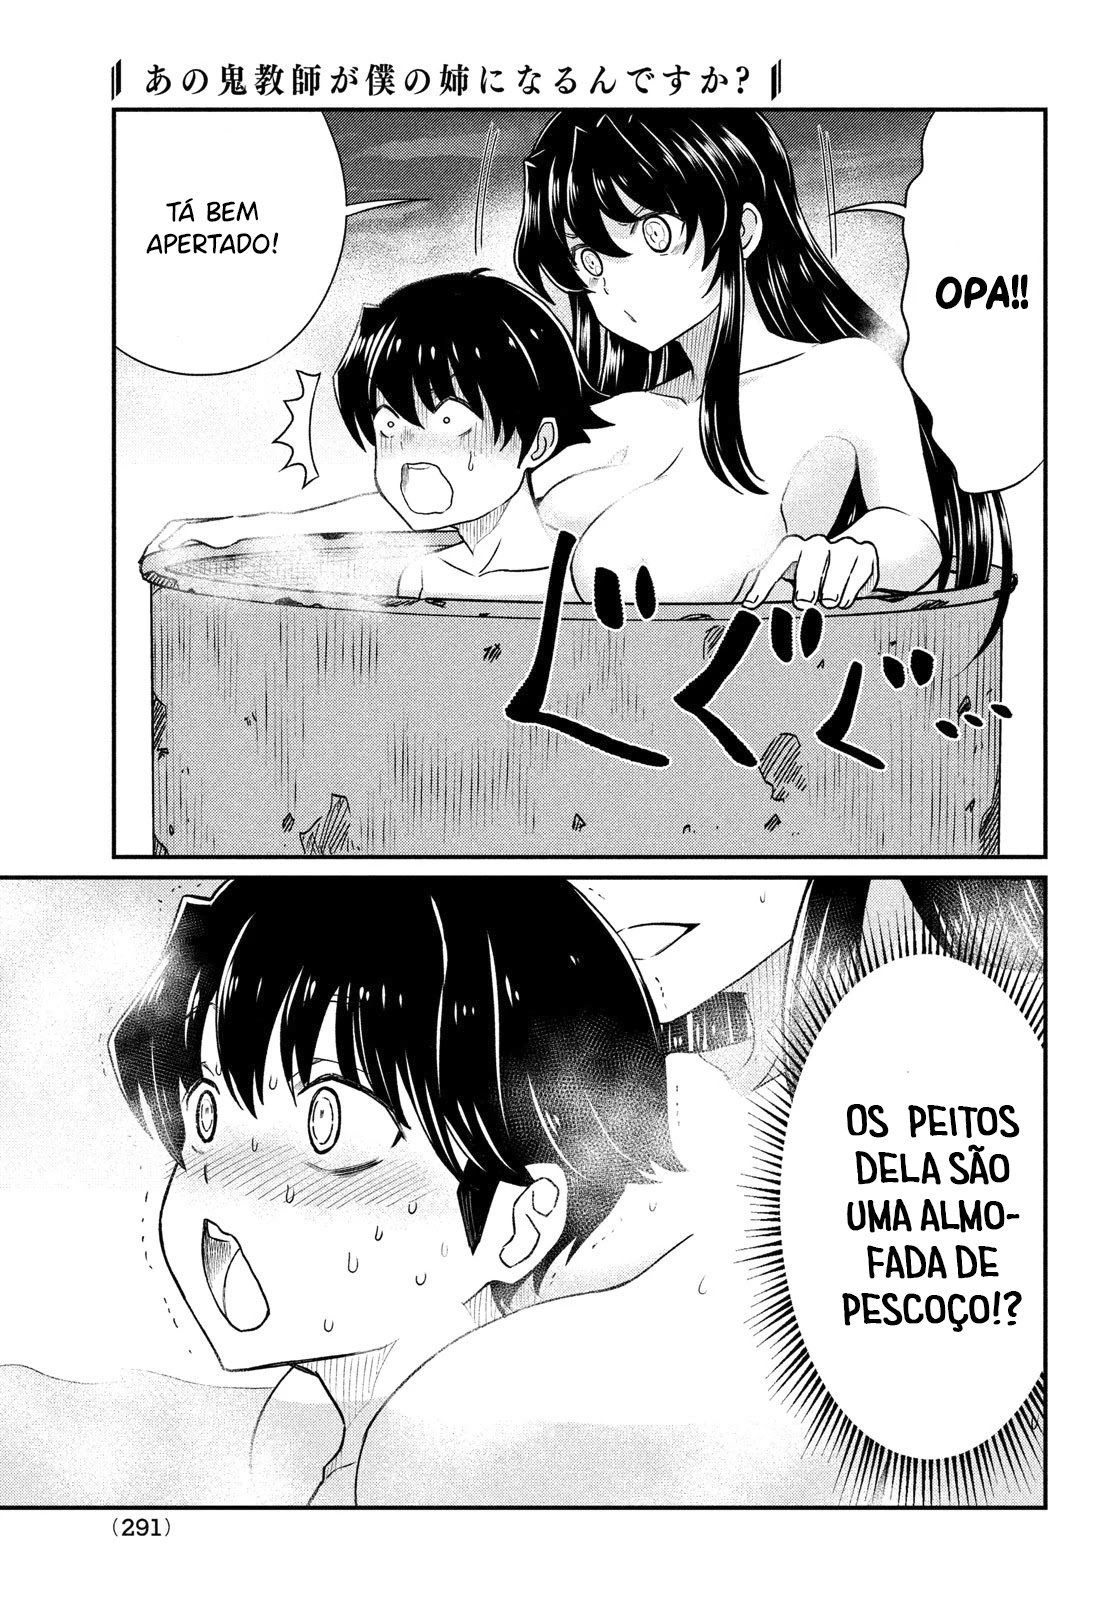 あの鬼教師が僕の姉になるんですか?
OPA!!
TÁ BEM
APERTADO!
ぐぐぐ…
OS PEITOS
DELA SÃO
UMA ALMO-
FADA DE
PESCOÇO!?
(291)